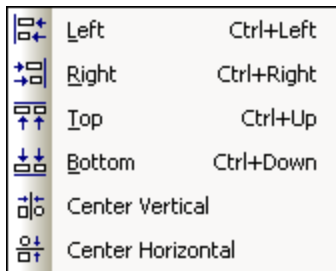 Left Ctrl+Left
Right Ctrl+Right
Top Ctrl+Up
Bottom Ctrl+Down
Center Vertical
Center Horizontal